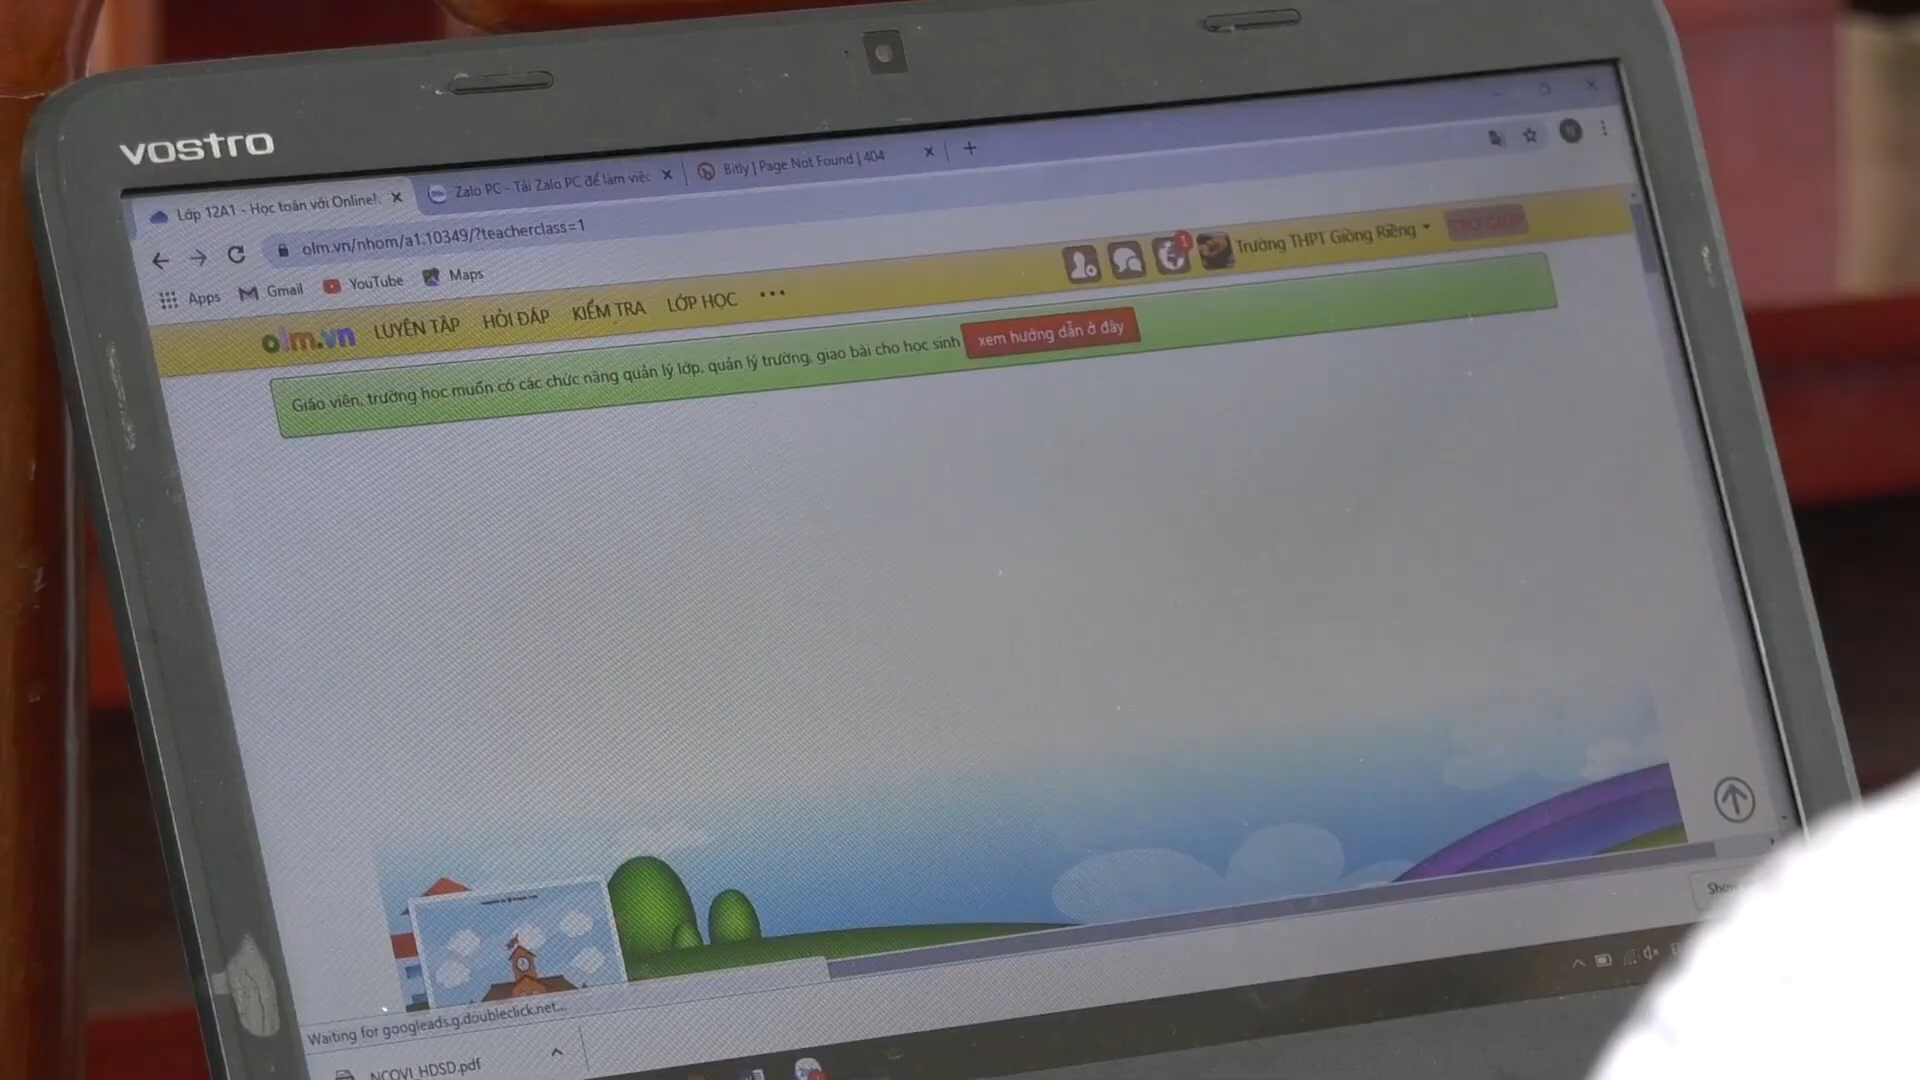 vostro
Lớp 12A1 - Học toán với Online
Zalo PC - Tải Zalo PC để làm việc
Bitly | Page Not Found | 404
olm.vn/nhom/a1.10349/?teacherclass=1
Apps
Gmail
YouTube
Maps
olm.vn
LUYỆN TẬP
HỎI ĐÁP
KIỂM TRA
LỚP HỌC
1
Trường THPT Giồng Riềng
Giáo viên, trường học muốn có các chức năng quản lý lớp, quản lý trường, giao bài cho học sinh
xem hướng dẫn ở đây
Waiting for googleads.g.doubleclick.net...
NCOVI_HDSD.pdf